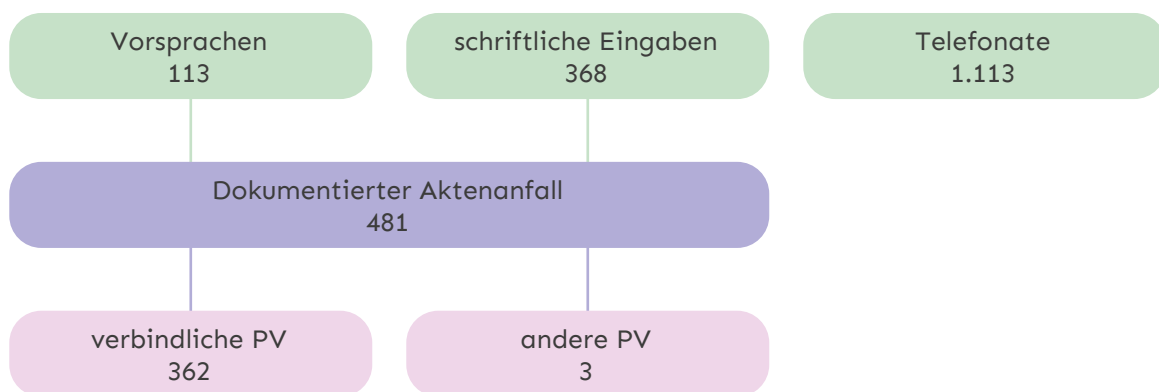 Vorsprachen
113
schriftliche Eingaben
368
Telefonate
1.113
Dokumentierter Aktenanfall
481
verbindliche PV
362
andere PV
3